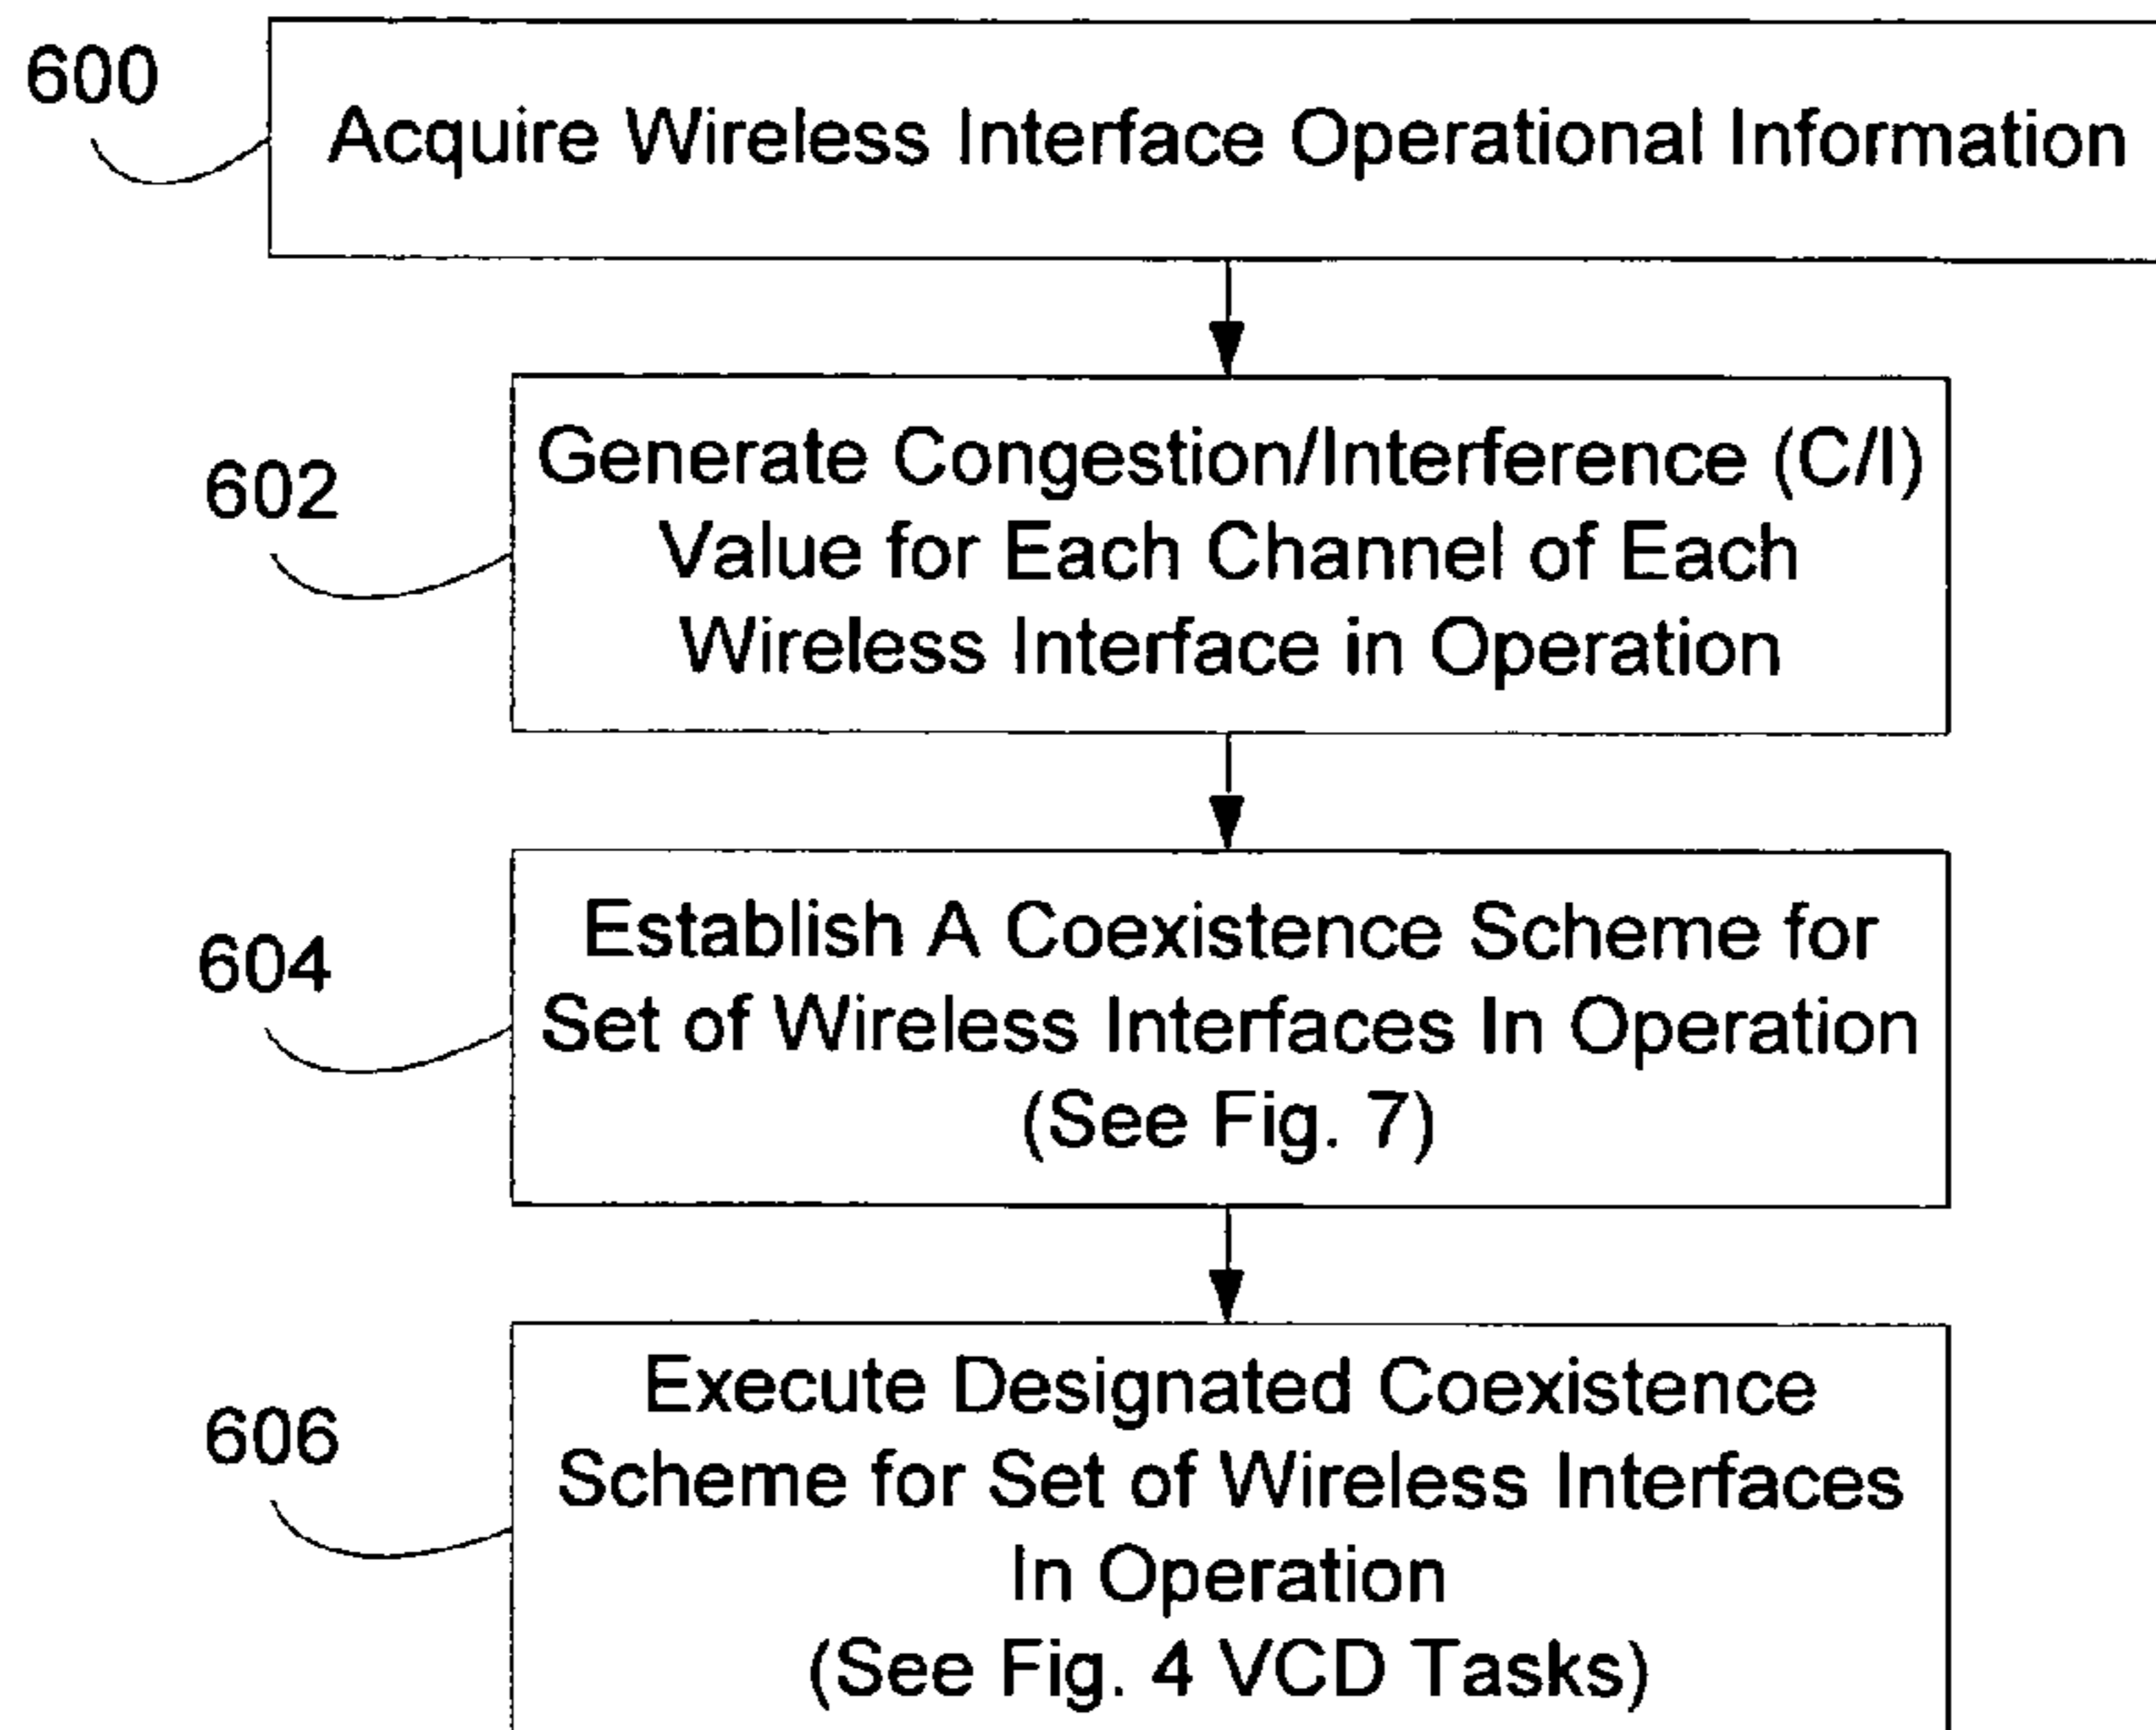 600
Acquire Wireless Interface Operational Information
602
Generate Congestion/Interference (C/I)
Value for Each Channel of Each
Wireless Interface in Operation
604
Establish A Coexistence Scheme for
Set of Wireless Interfaces In Operation
(See Fig. 7)
606
Execute Designated Coexistence
Scheme for Set of Wireless Interfaces
In Operation
(See Fig. 4 VCD Tasks)